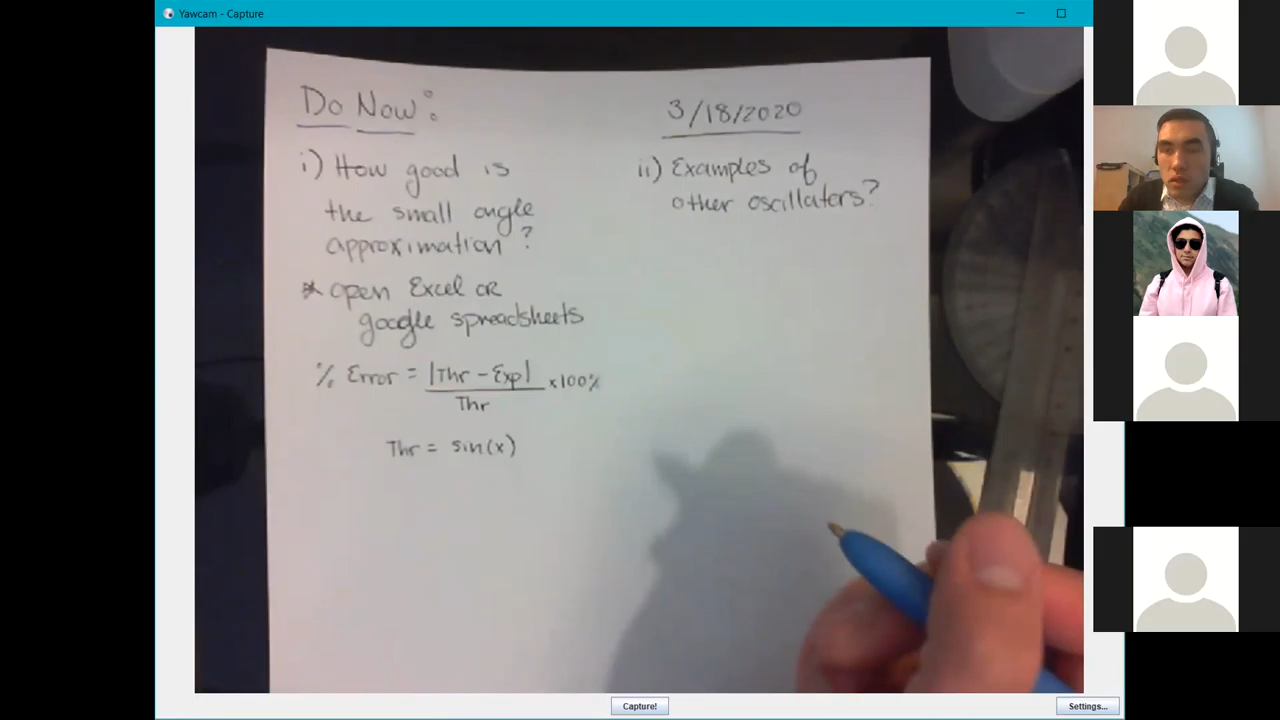 Yawcam - Capture
Do Now:
i) How good is
the small angle
approximation?
* open Excel OR
google spreadsheets
% Error = |Thr - Exp| / Thr x100%
Thr = sin(x)
3/18/2020
ii) Examples of
other oscillaters?
Capture!
Settings...